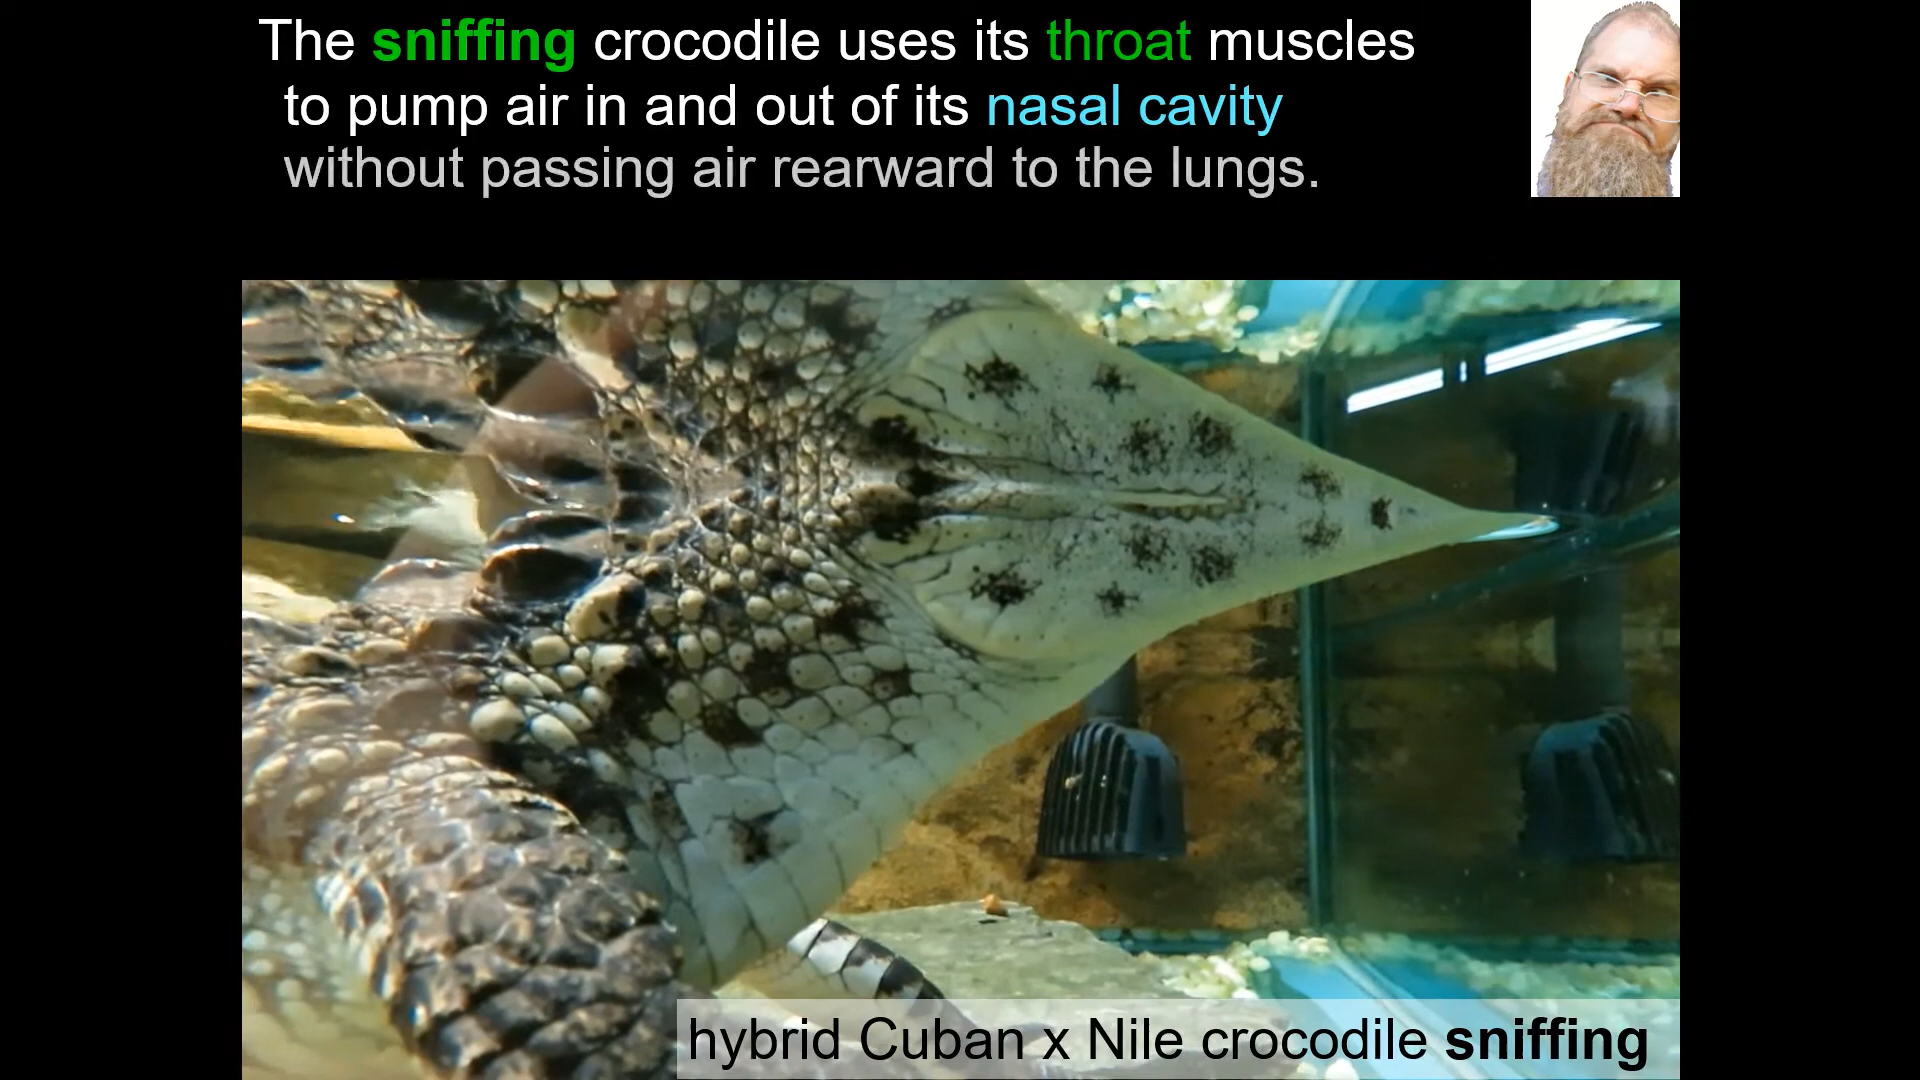 The sniffing crocodile uses its throat muscles
to pump air in and out of its nasal cavity
without passing air rearward to the lungs.
hybrid Cuban x Nile crocodile sniffing